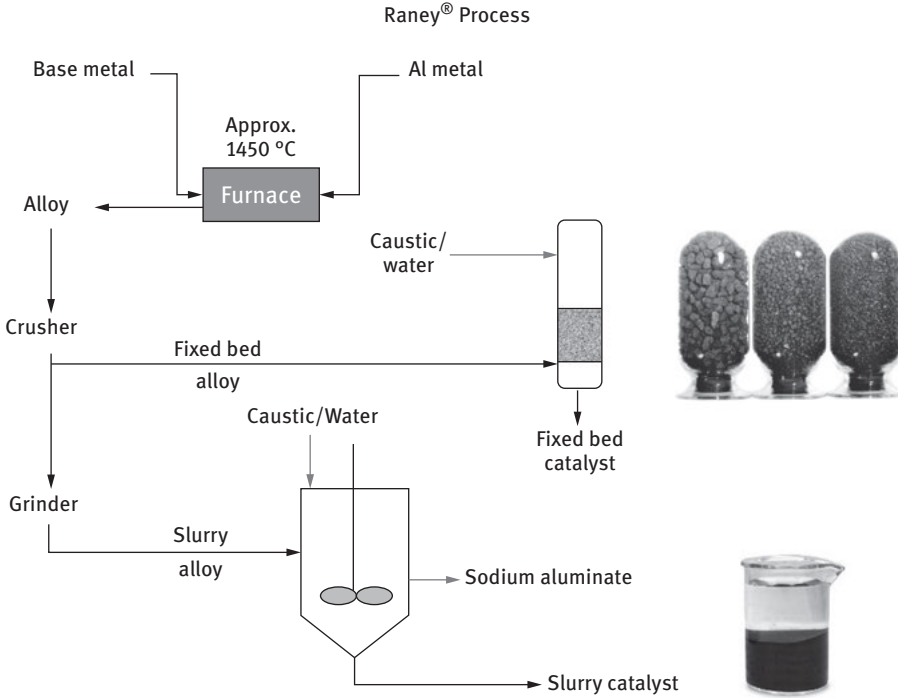 Raney® Process
Base metal
Al metal
Approx.
1450 °C
Furnace
Alloy
Caustic/
water
Crusher
Fixed bed
alloy
Caustic/Water
Fixed bed
catalyst
Grinder
Slurry
alloy
Sodium aluminate
Slurry catalyst